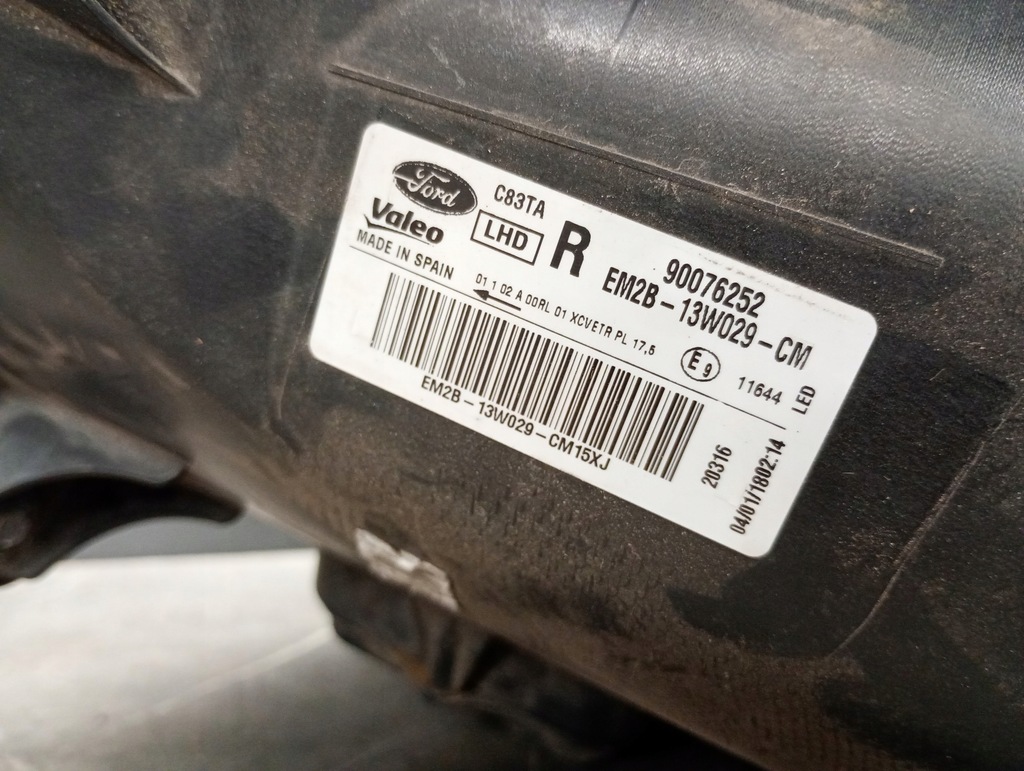 Ford
C83TA
Valeo
LHD
R
90076252
EM2B-13W029-CM
MADE IN SPAIN
01 1 02 A 00RL 01 XCVETR PL 17,5
E9
11644
LED
EM2B-13W029-CM15XJ
20316
04/01/1802:14